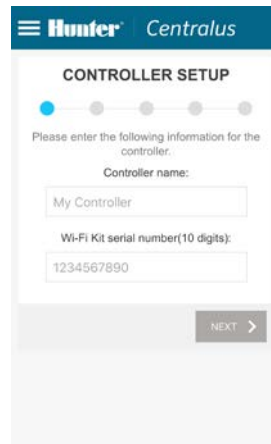 Hunter® Centralus
CONTROLLER SETUP
Please enter the following information for the
controller.
Controller name:
My Controller
Wi-Fi Kit serial number(10 digits):
1234567890
NEXT